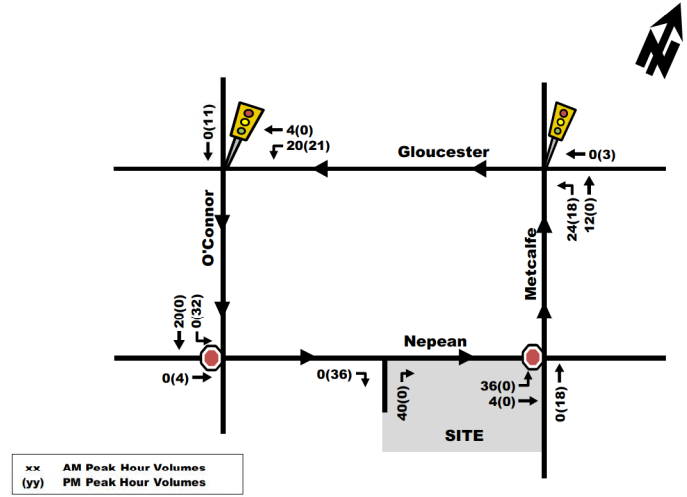 0(11)
4(0)
20(21)
Gloucester
0(3)
24(18)
12(0)
O'Connor
Metcalfe
20(0)
0(32)
Nepean
0(4)
0(36)
40(0)
36(0)
4(0)
0(18)
SITE
xx AM Peak Hour Volumes
(yy) PM Peak Hour Volumes